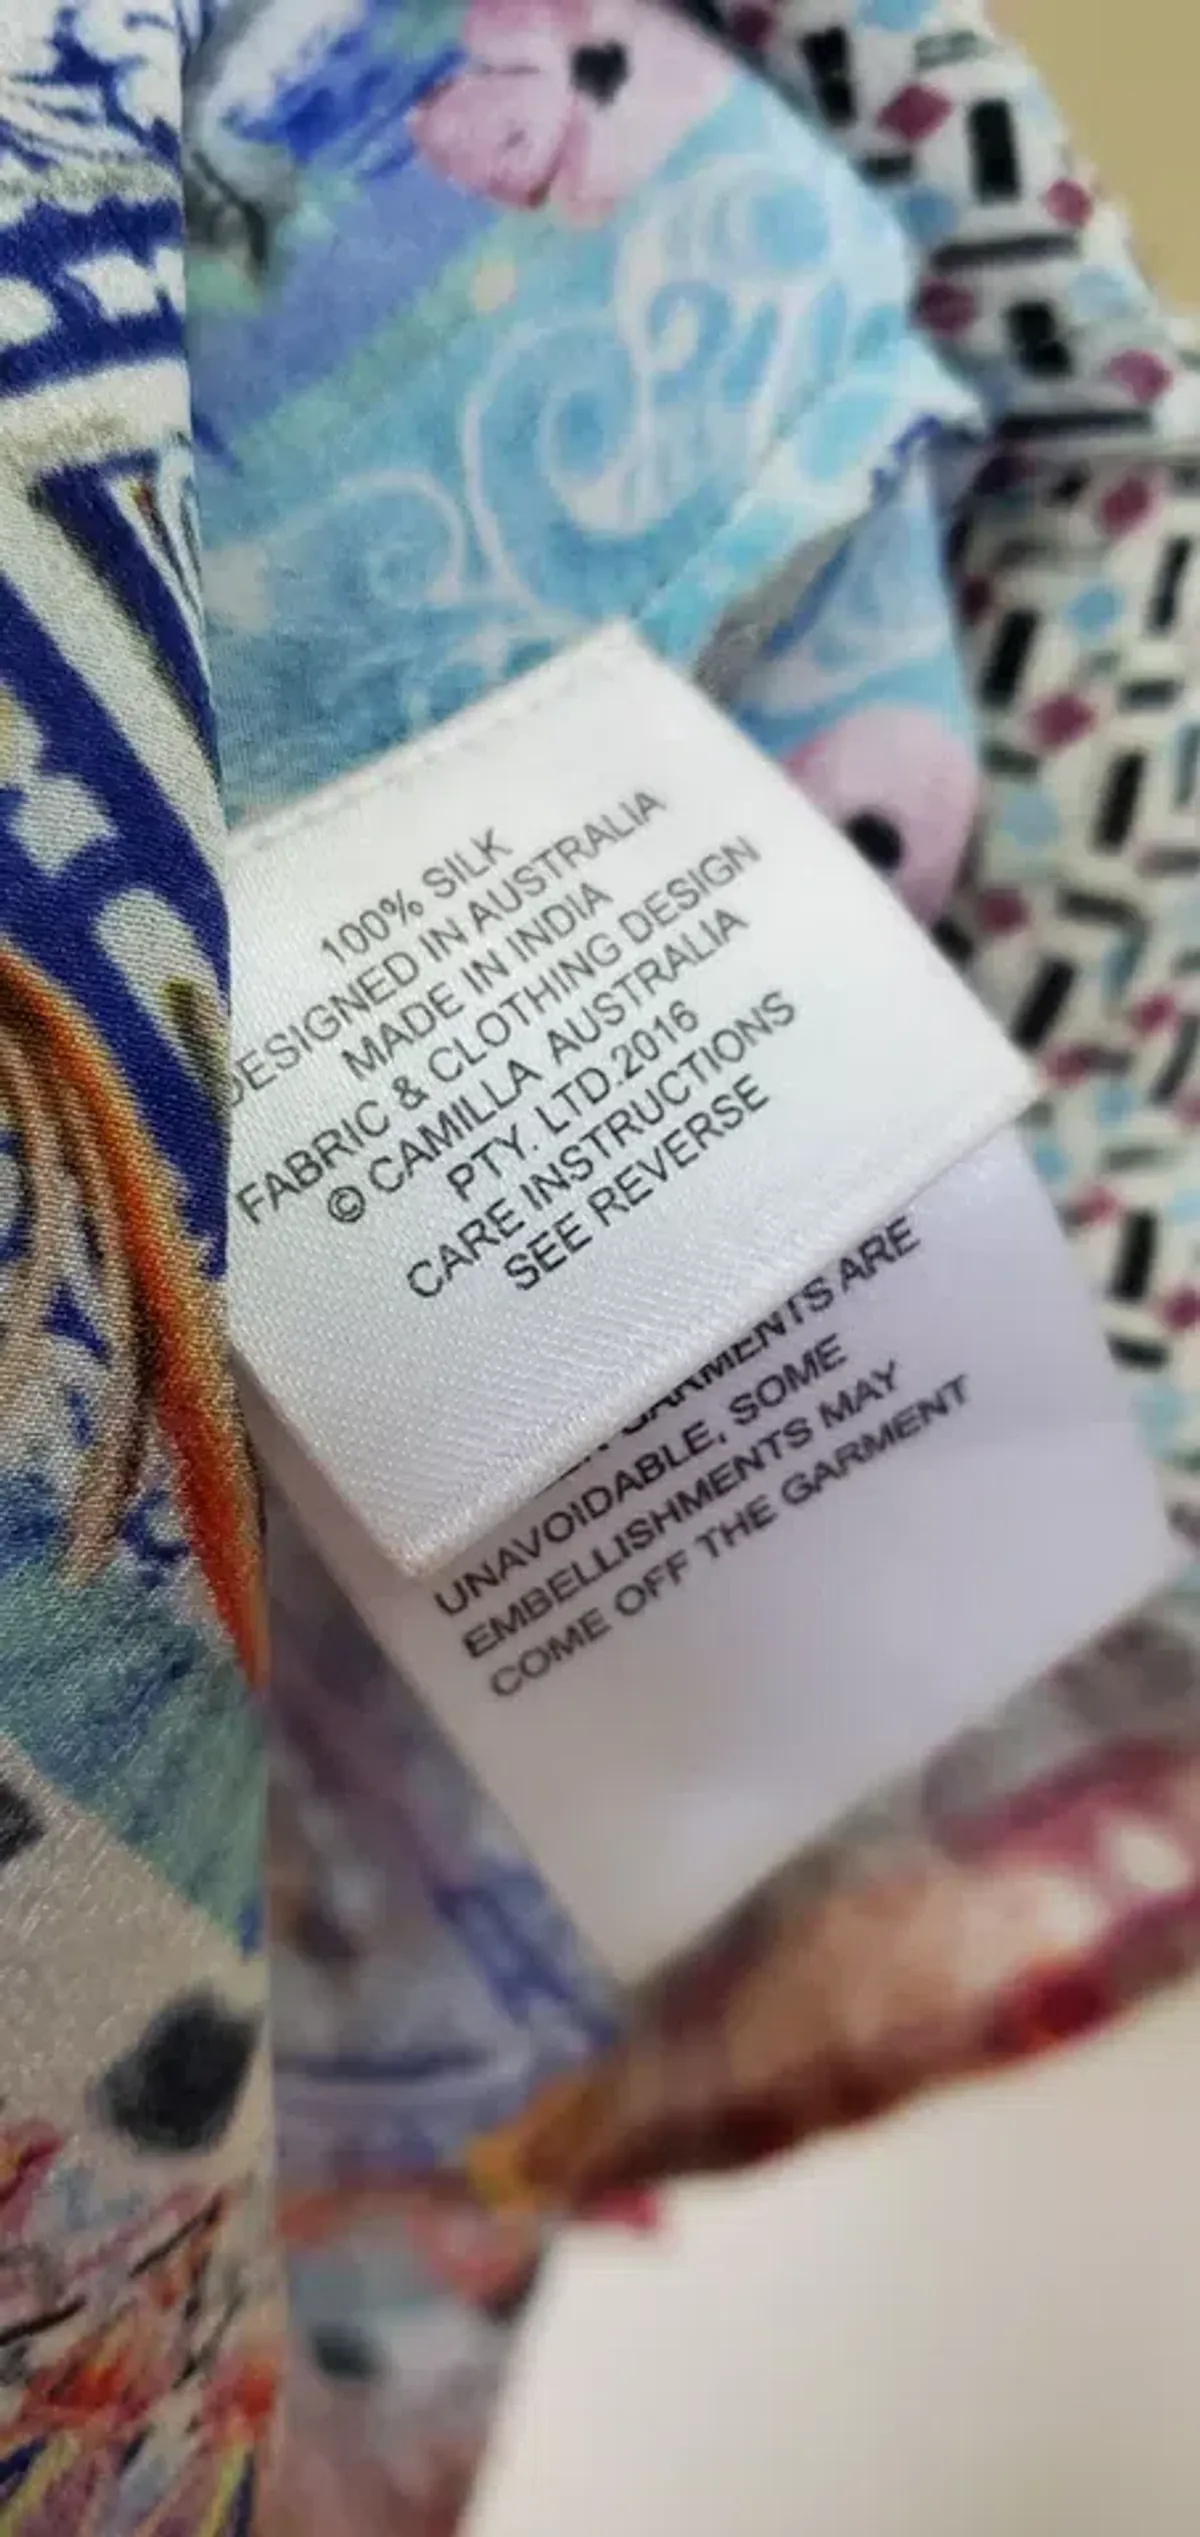 100% SILK
DESIGNED IN AUSTRALIA
MADE IN INDIA
FABRIC & CLOTHING DESIGN
© CAMILLA AUSTRALIA
PTY. LTD.2016
CARE INSTRUCTIONS
SEE REVERSE
GARMENTS ARE
UNAVOIDABLE, SOME
EMBELLISHMENTS MAY
COME OFF THE GARMENT